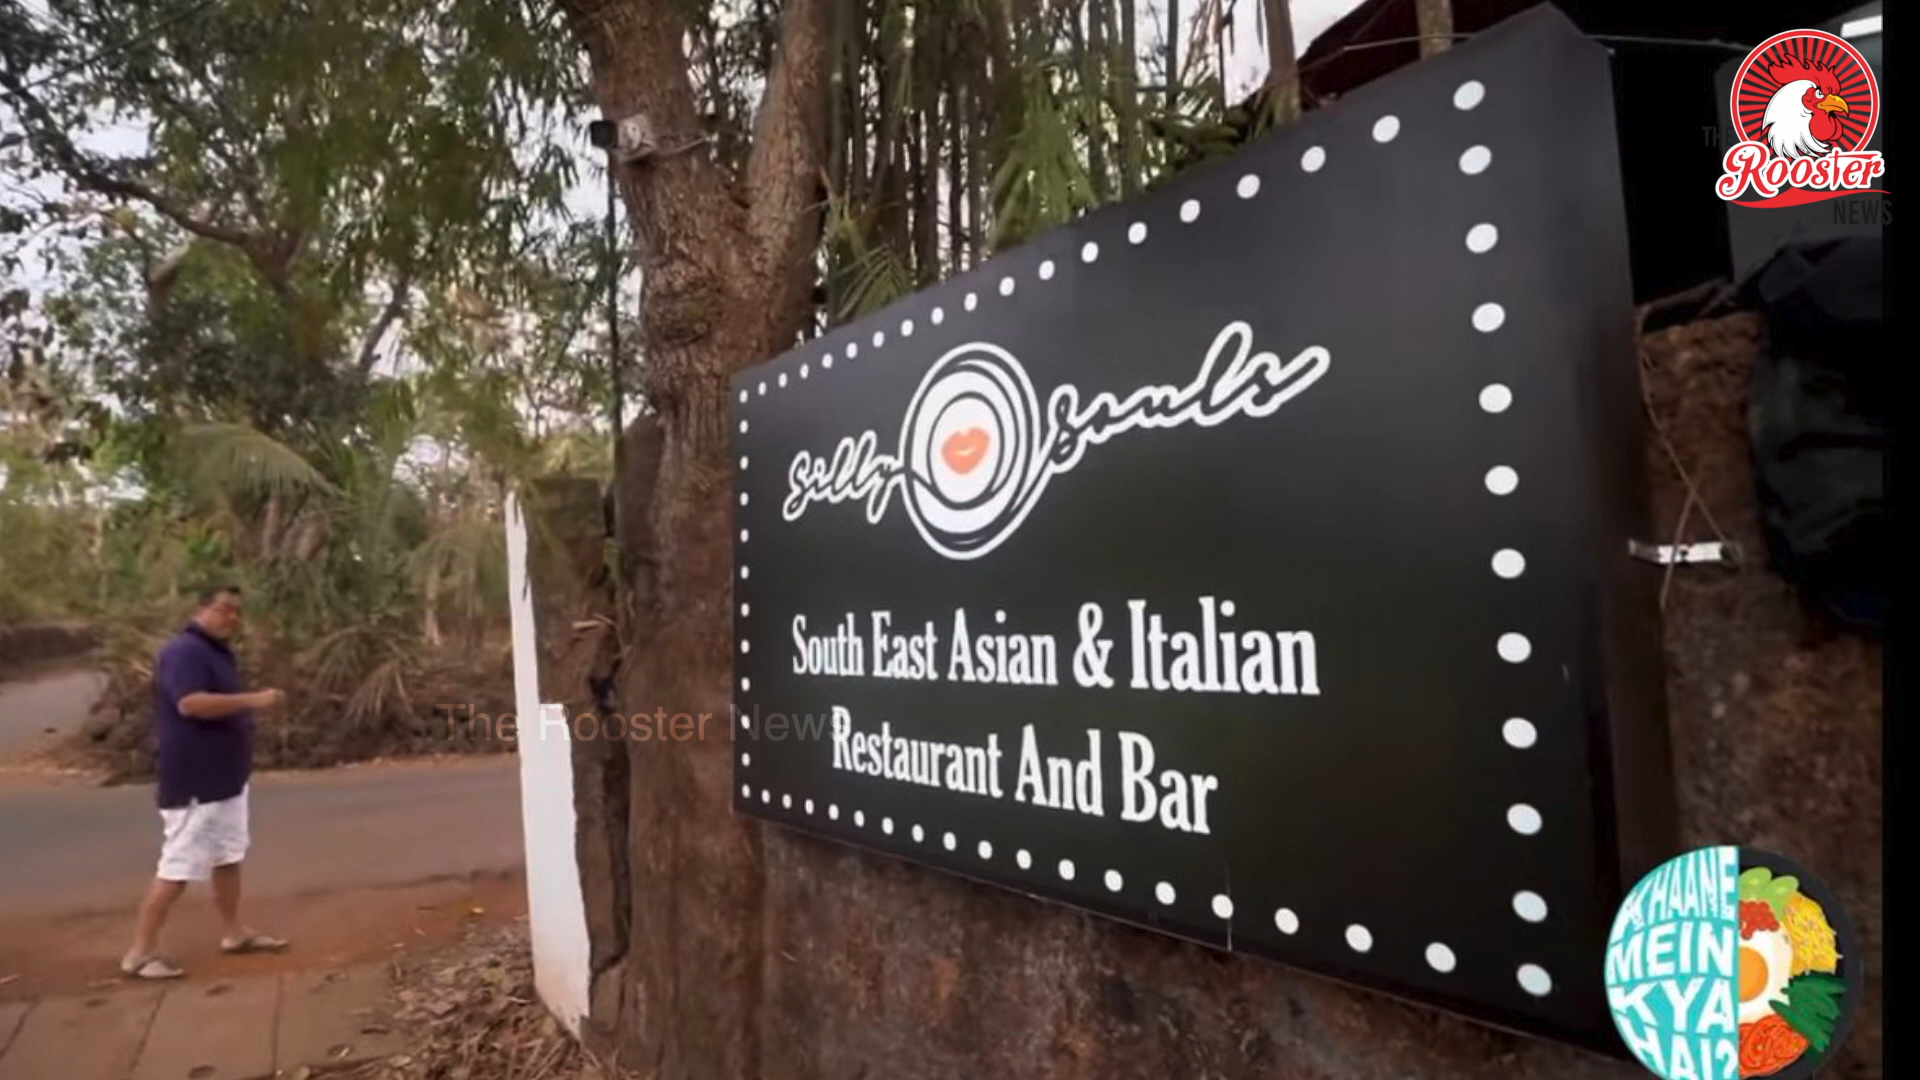 Rooster
NEWS
silly souls
South East Asian & Italian
Restaurant And Bar
The Rooster News
KHAANE
MEIN
KYA
HAI?